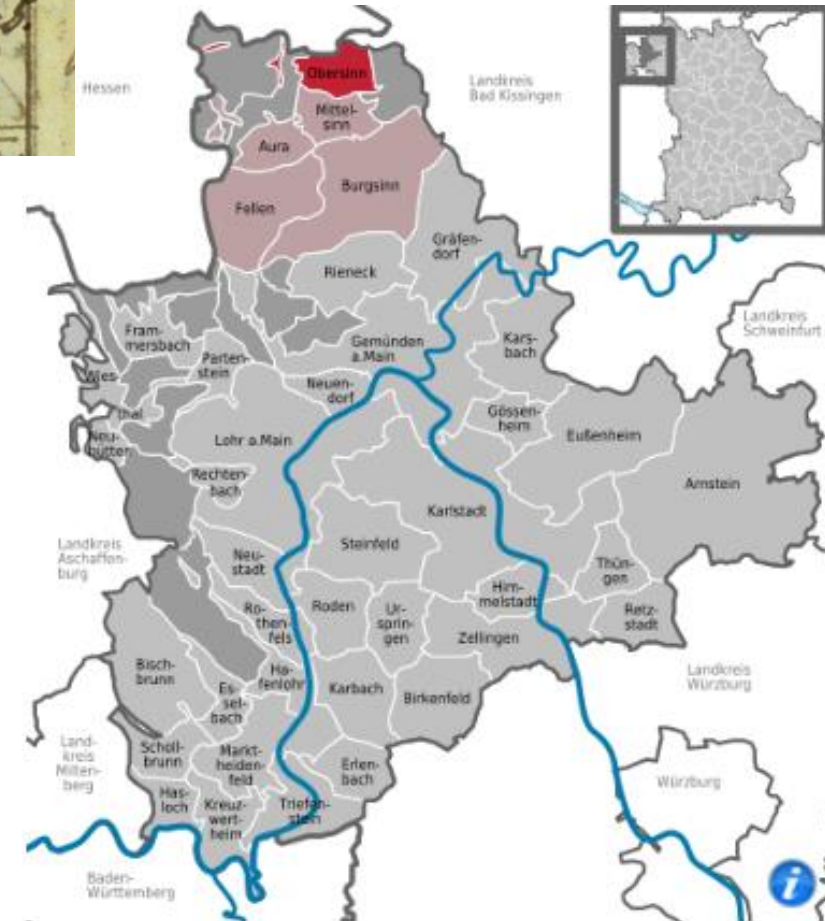 Hessen
Landkreis
Bad Kissingen
Obersinn
Mittel-
sinn
Aura
Burgsinn
Fellen
Gräfen-
dorf
Rieneck
Landkreis
Schweinfurt
Fram-
mersbach
Parten-
stein
Gemünden
a.Main
Kars-
bach
Wies-
thal
Neuen-
dorf
Gössen-
heim
Eußenheim
Neu-
hütten
Lohr a.Main
Rechten-
bach
Arnstein
Karlstadt
Steinfeld
Landkreis
Aschaffen-
burg
Neu-
stadt
Thün-
gen
Him-
melstadt
Retz-
stadt
Ro-
then-
fels
Roden
Ur-
sprin-
gen
Zellingen
Bisch-
brunn
Ha-
fenlohr
Es-
sel-
bach
Karbach
Birkenfeld
Landkreis
Würzburg
Land-
kreis
Milten-
berg
Scholl-
brunn
Markt-
heiden-
feld
Erlen-
bach
Würzburg
Has-
loch
Kreuz-
wert-
heim
Triefen-
stein
Baden-
Württemberg
i